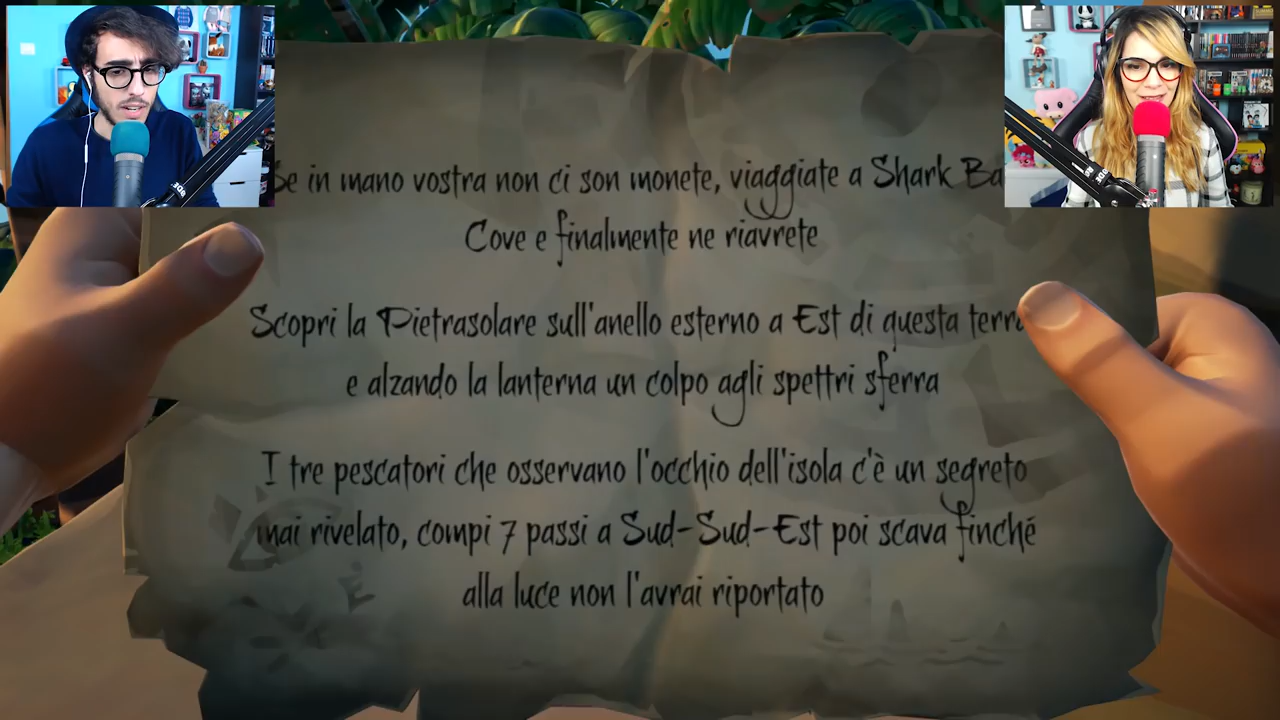 Se in mano vostra non ci son monete, viaggiate a Shark Ba
Cove e finalmente ne riavrete
Scopri la Pietrasolare sull'anello esterno a Est di questa terra
e alzando la lanterna un colpo agli spettri sferra
I tre pescatori che osservano l'occhio dell'isola c'è un segreto
mai rivelato, compi 7 passi a Sud-Sud-Est poi scava finché
alla luce non l'avrai riportato